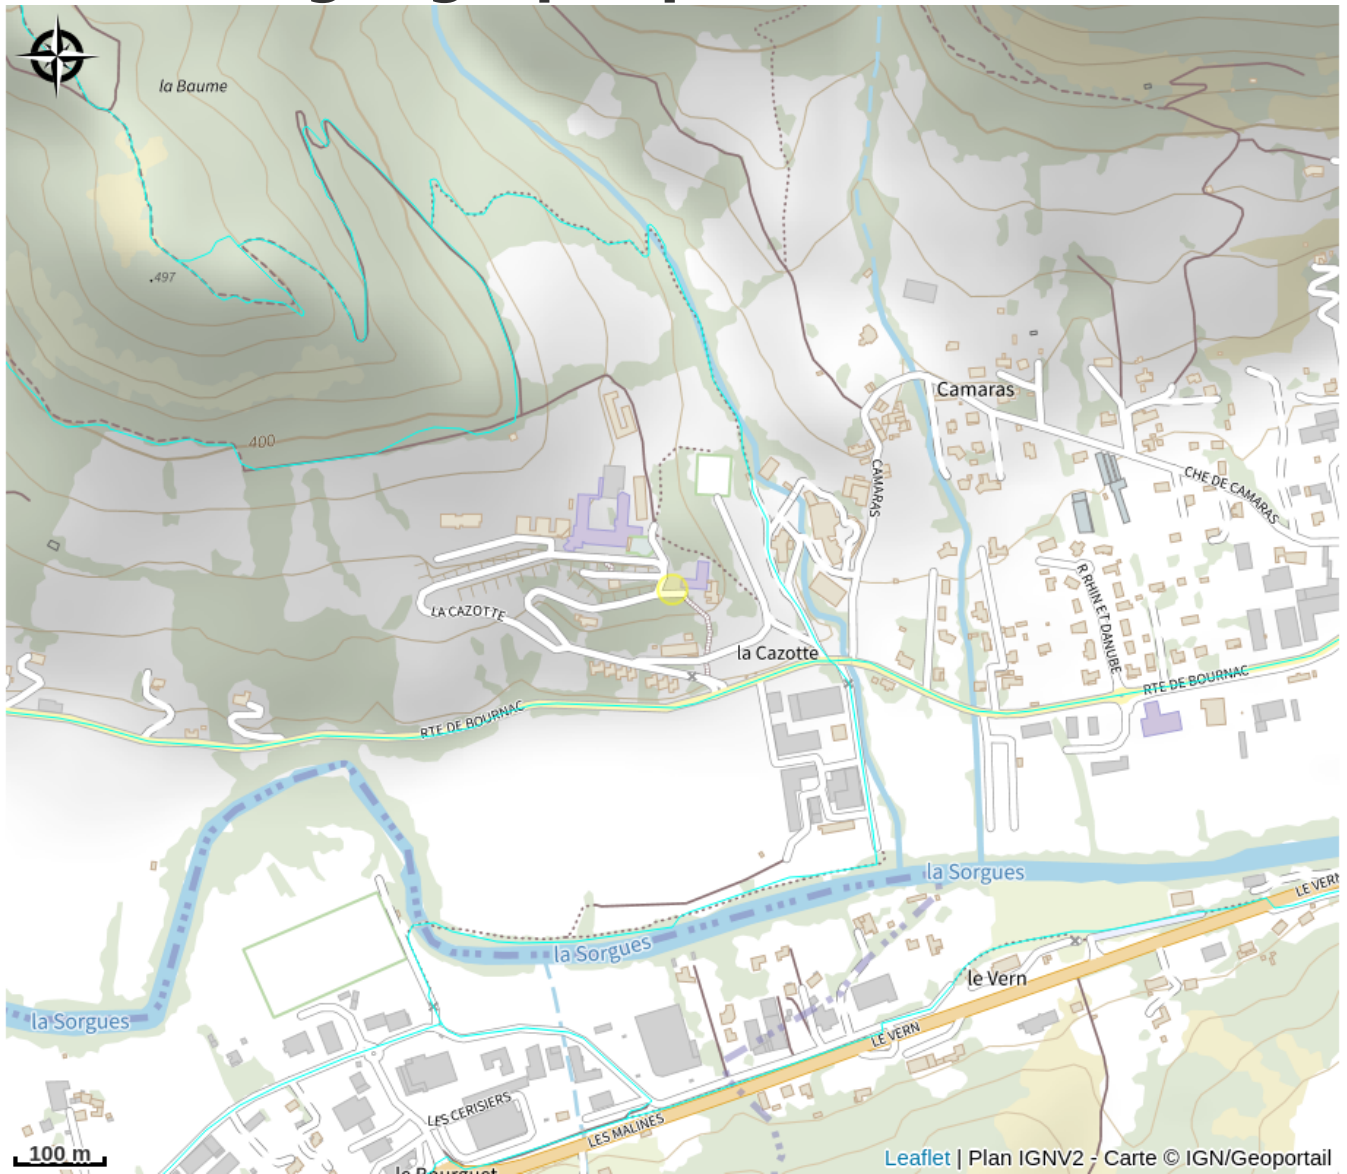 la Baume
.497
400
Camaras
CAMARAS
CHE DE CAMARAS
LA CAZOTTE
R RHIN ET DANUBE
la Cazotte
RTE DE BOURNAC
RTE DE BOURNAC
la Sorgues
la Sorgues
la Sorgues
LE VERN
le Vern
LE VERN
LES CERISIERS
LES MALINES
le Bourguet
100 m
Leaflet | Plan IGNV2 - Carte © IGN/Geoportail